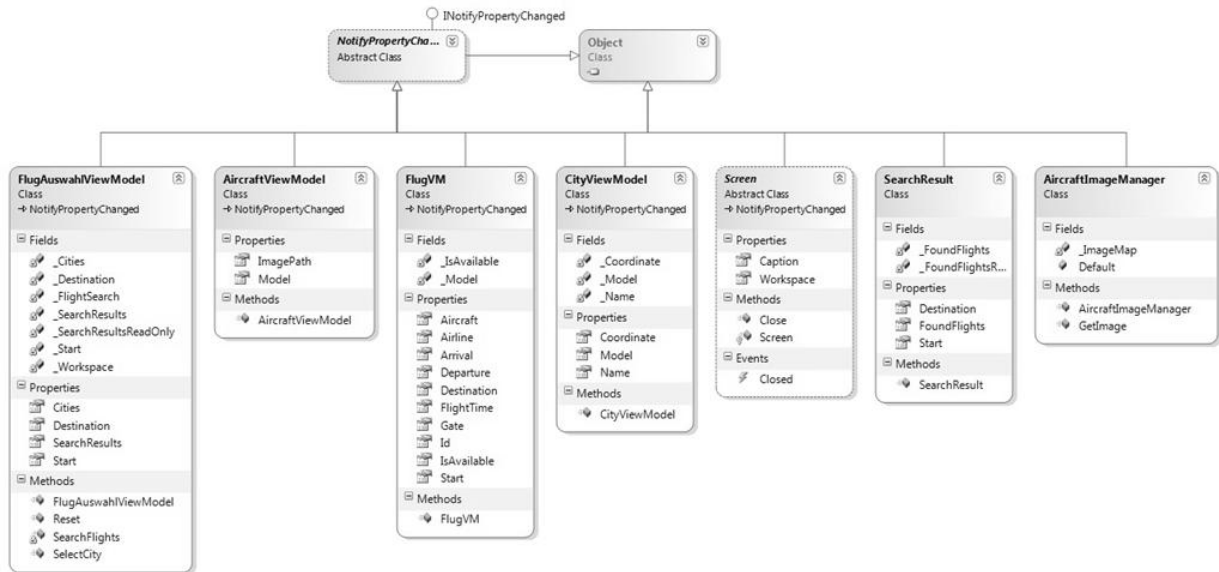 INotifyPropertyChanged
NotifyPropertyCha...
Abstract Class
Object
Class
FlugAuswahlViewModel
Class
NotifyPropertyChanged
Fields
_Cities
_Destination
_FlightSearch
_SearchResults
_SearchResultsReadOnly
_Start
_Workspace
Properties
Cities
Destination
SearchResults
Start
Methods
FlugAuswahlViewModel
Reset
SearchFlights
SelectCity
AircraftViewModel
Class
NotifyPropertyChanged
Properties
ImagePath
Model
Methods
AircraftViewModel
FlugVM
Class
NotifyPropertyChanged
Fields
_IsAvailable
_Model
Properties
Aircraft
Airline
Arrival
Departure
Destination
FlightTime
Gate
Id
IsAvailable
Start
Methods
FlugVM
CityViewModel
Class
NotifyPropertyChanged
Fields
_Coordinate
_Model
_Name
Properties
Coordinate
Model
Name
Methods
CityViewModel
Screen
Abstract Class
NotifyPropertyChanged
Properties
Caption
Workspace
Methods
Close
Screen
Events
Closed
SearchResult
Class
Fields
_FoundFlights
_FoundFlightsR...
Properties
Destination
FoundFlights
Start
Methods
SearchResult
AircraftImageManager
Class
Fields
_ImageMap
Default
Methods
AircraftImageManager
GetImage